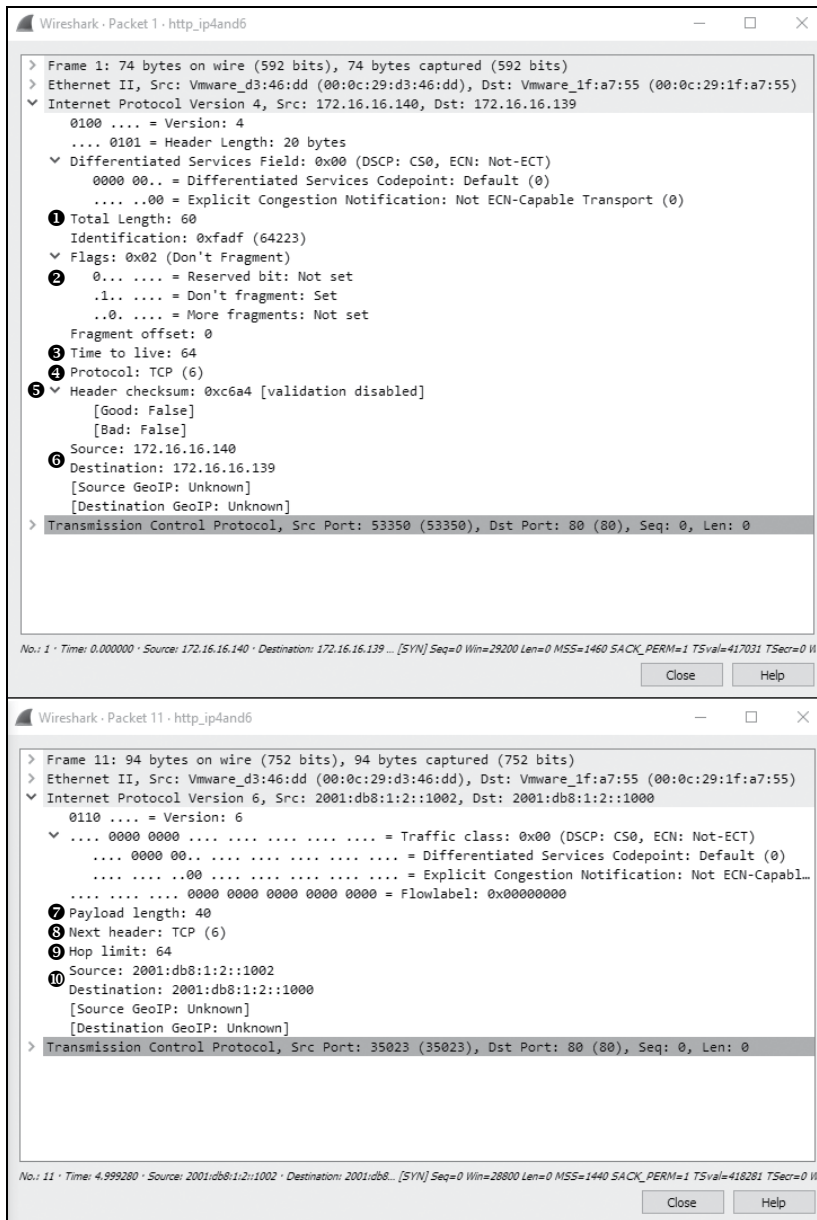 Wireshark · Packet 1 · http_ip4and6
Frame 1: 74 bytes on wire (592 bits), 74 bytes captured (592 bits)
Ethernet II, Src: Vmware_d3:46:dd (00:0c:29:d3:46:dd), Dst: Vmware_1f:a7:55 (00:0c:29:1f:a7:55)
Internet Protocol Version 4, Src: 172.16.16.140, Dst: 172.16.16.139
0100 .... = Version: 4
.... 0101 = Header Length: 20 bytes
Differentiated Services Field: 0x00 (DSCP: CS0, ECN: Not-ECT)
0000 00.. = Differentiated Services Codepoint: Default (0)
.... ..00 = Explicit Congestion Notification: Not ECN-Capable Transport (0)
❶ Total Length: 60
Identification: 0xfadf (64223)
Flags: 0x02 (Don't Fragment)
❷ 0... .... = Reserved bit: Not set
.1.. .... = Don't fragment: Set
..0. .... = More fragments: Not set
Fragment offset: 0
❸ Time to live: 64
❹ Protocol: TCP (6)
❺ Header checksum: 0xc6a4 [validation disabled]
[Good: False]
[Bad: False]
Source: 172.16.16.140
❻ Destination: 172.16.16.139
[Source GeoIP: Unknown]
[Destination GeoIP: Unknown]
Transmission Control Protocol, Src Port: 53350 (53350), Dst Port: 80 (80), Seq: 0, Len: 0
No.: 1 · Time: 0.000000 · Source: 172.16.16.140 · Destination: 172.16.16.139 ... [SYN] Seq=0 Win=29200 Len=0 MSS=1460 SACK_PERM=1 TSval=417031 TSecr=0 W
Close Help
Wireshark · Packet 11 · http_ip4and6
Frame 11: 94 bytes on wire (752 bits), 94 bytes captured (752 bits)
Ethernet II, Src: Vmware_d3:46:dd (00:0c:29:d3:46:dd), Dst: Vmware_1f:a7:55 (00:0c:29:1f:a7:55)
Internet Protocol Version 6, Src: 2001:db8:1:2::1002, Dst: 2001:db8:1:2::1000
0110 .... = Version: 6
.... 0000 0000 .... .... .... .... .... = Traffic class: 0x00 (DSCP: CS0, ECN: Not-ECT)
.... 0000 00.. .... .... .... .... .... = Differentiated Services Codepoint: Default (0)
.... .... ..00 .... .... .... .... .... = Explicit Congestion Notification: Not ECN-Capabl…
.... .... .... 0000 0000 0000 0000 0000 = Flowlabel: 0x00000000
❼ Payload length: 40
❽ Next header: TCP (6)
❾ Hop limit: 64
❿ Source: 2001:db8:1:2::1002
Destination: 2001:db8:1:2::1000
[Source GeoIP: Unknown]
[Destination GeoIP: Unknown]
Transmission Control Protocol, Src Port: 35023 (35023), Dst Port: 80 (80), Seq: 0, Len: 0
No.: 11 · Time: 4.999280 · Source: 2001:db8:1:2::1002 · Destination: 2001:db8... [SYN] Seq=0 Win=28800 Len=0 MSS=1440 SACK_PERM=1 TSval=418281 TSecr=0 W
Close Help